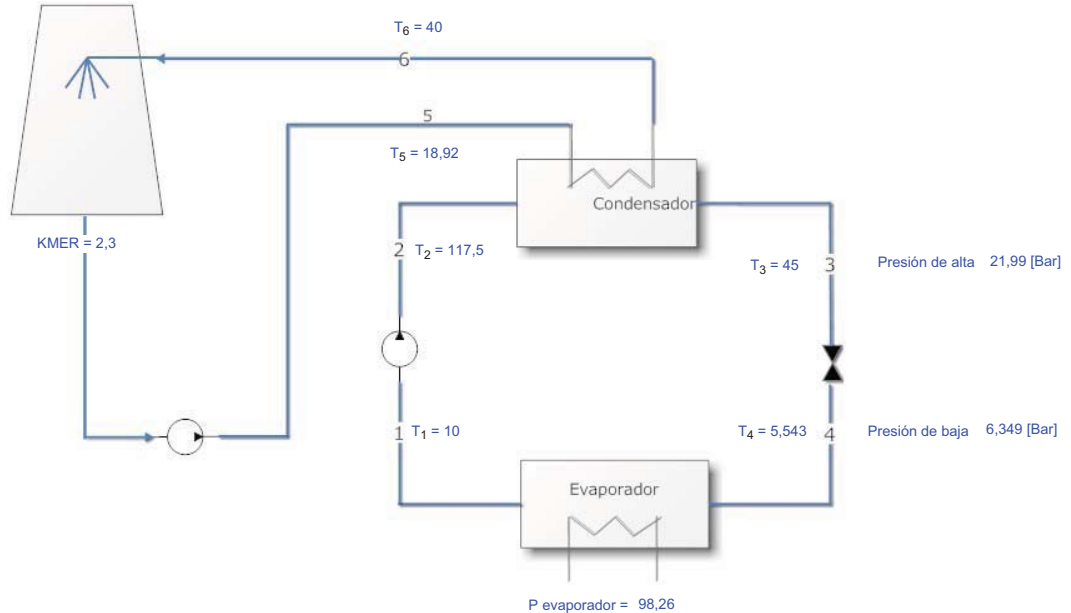 T6 = 40
6
5
T5 = 18,92
Condensador
KMER = 2,3
2
T2 = 117,5
T3 = 45
3
Presión de alta 21,99 [Bar]
1
T1 = 10
T4 = 5,543
4
Presión de baja 6,349 [Bar]
Evaporador
P evaporador = 98,26